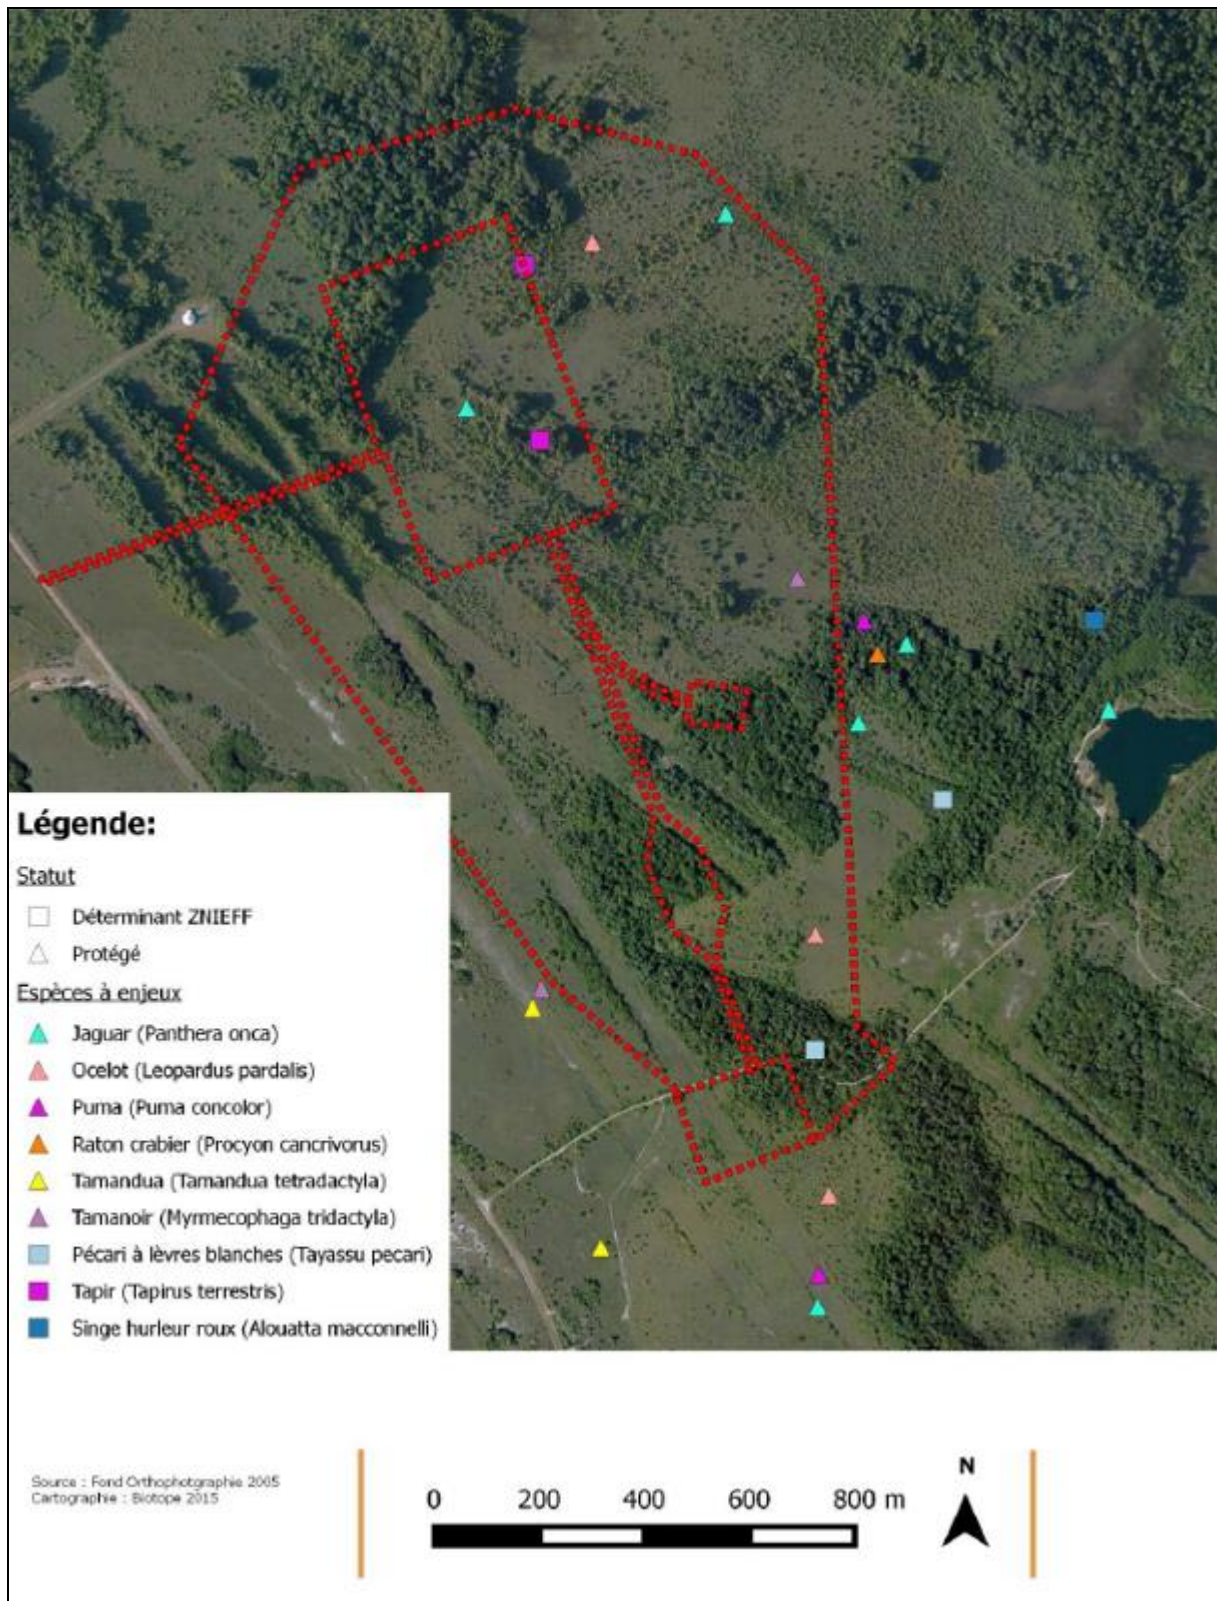 Légende:
Statut
Déterminant ZNIEFF
Protégé
Espèces à enjeux
Jaguar (Panthera onca)
Ocelot (Leopardus pardalis)
Puma (Puma concolor)
Raton crabier (Procyon cancrivorus)
Tamandua (Tamandua tetradactyla)
Tamanoir (Myrmecophaga tridactyla)
Pécari à lèvres blanches (Tayassu pecari)
Tapir (Tapirus terrestris)
Singe hurleur roux (Alouatta macconnelli)
Source : Fond Orthophotgraphie 2005
Cartographie : Biotope 2015
0 200 400 600 800 m
N